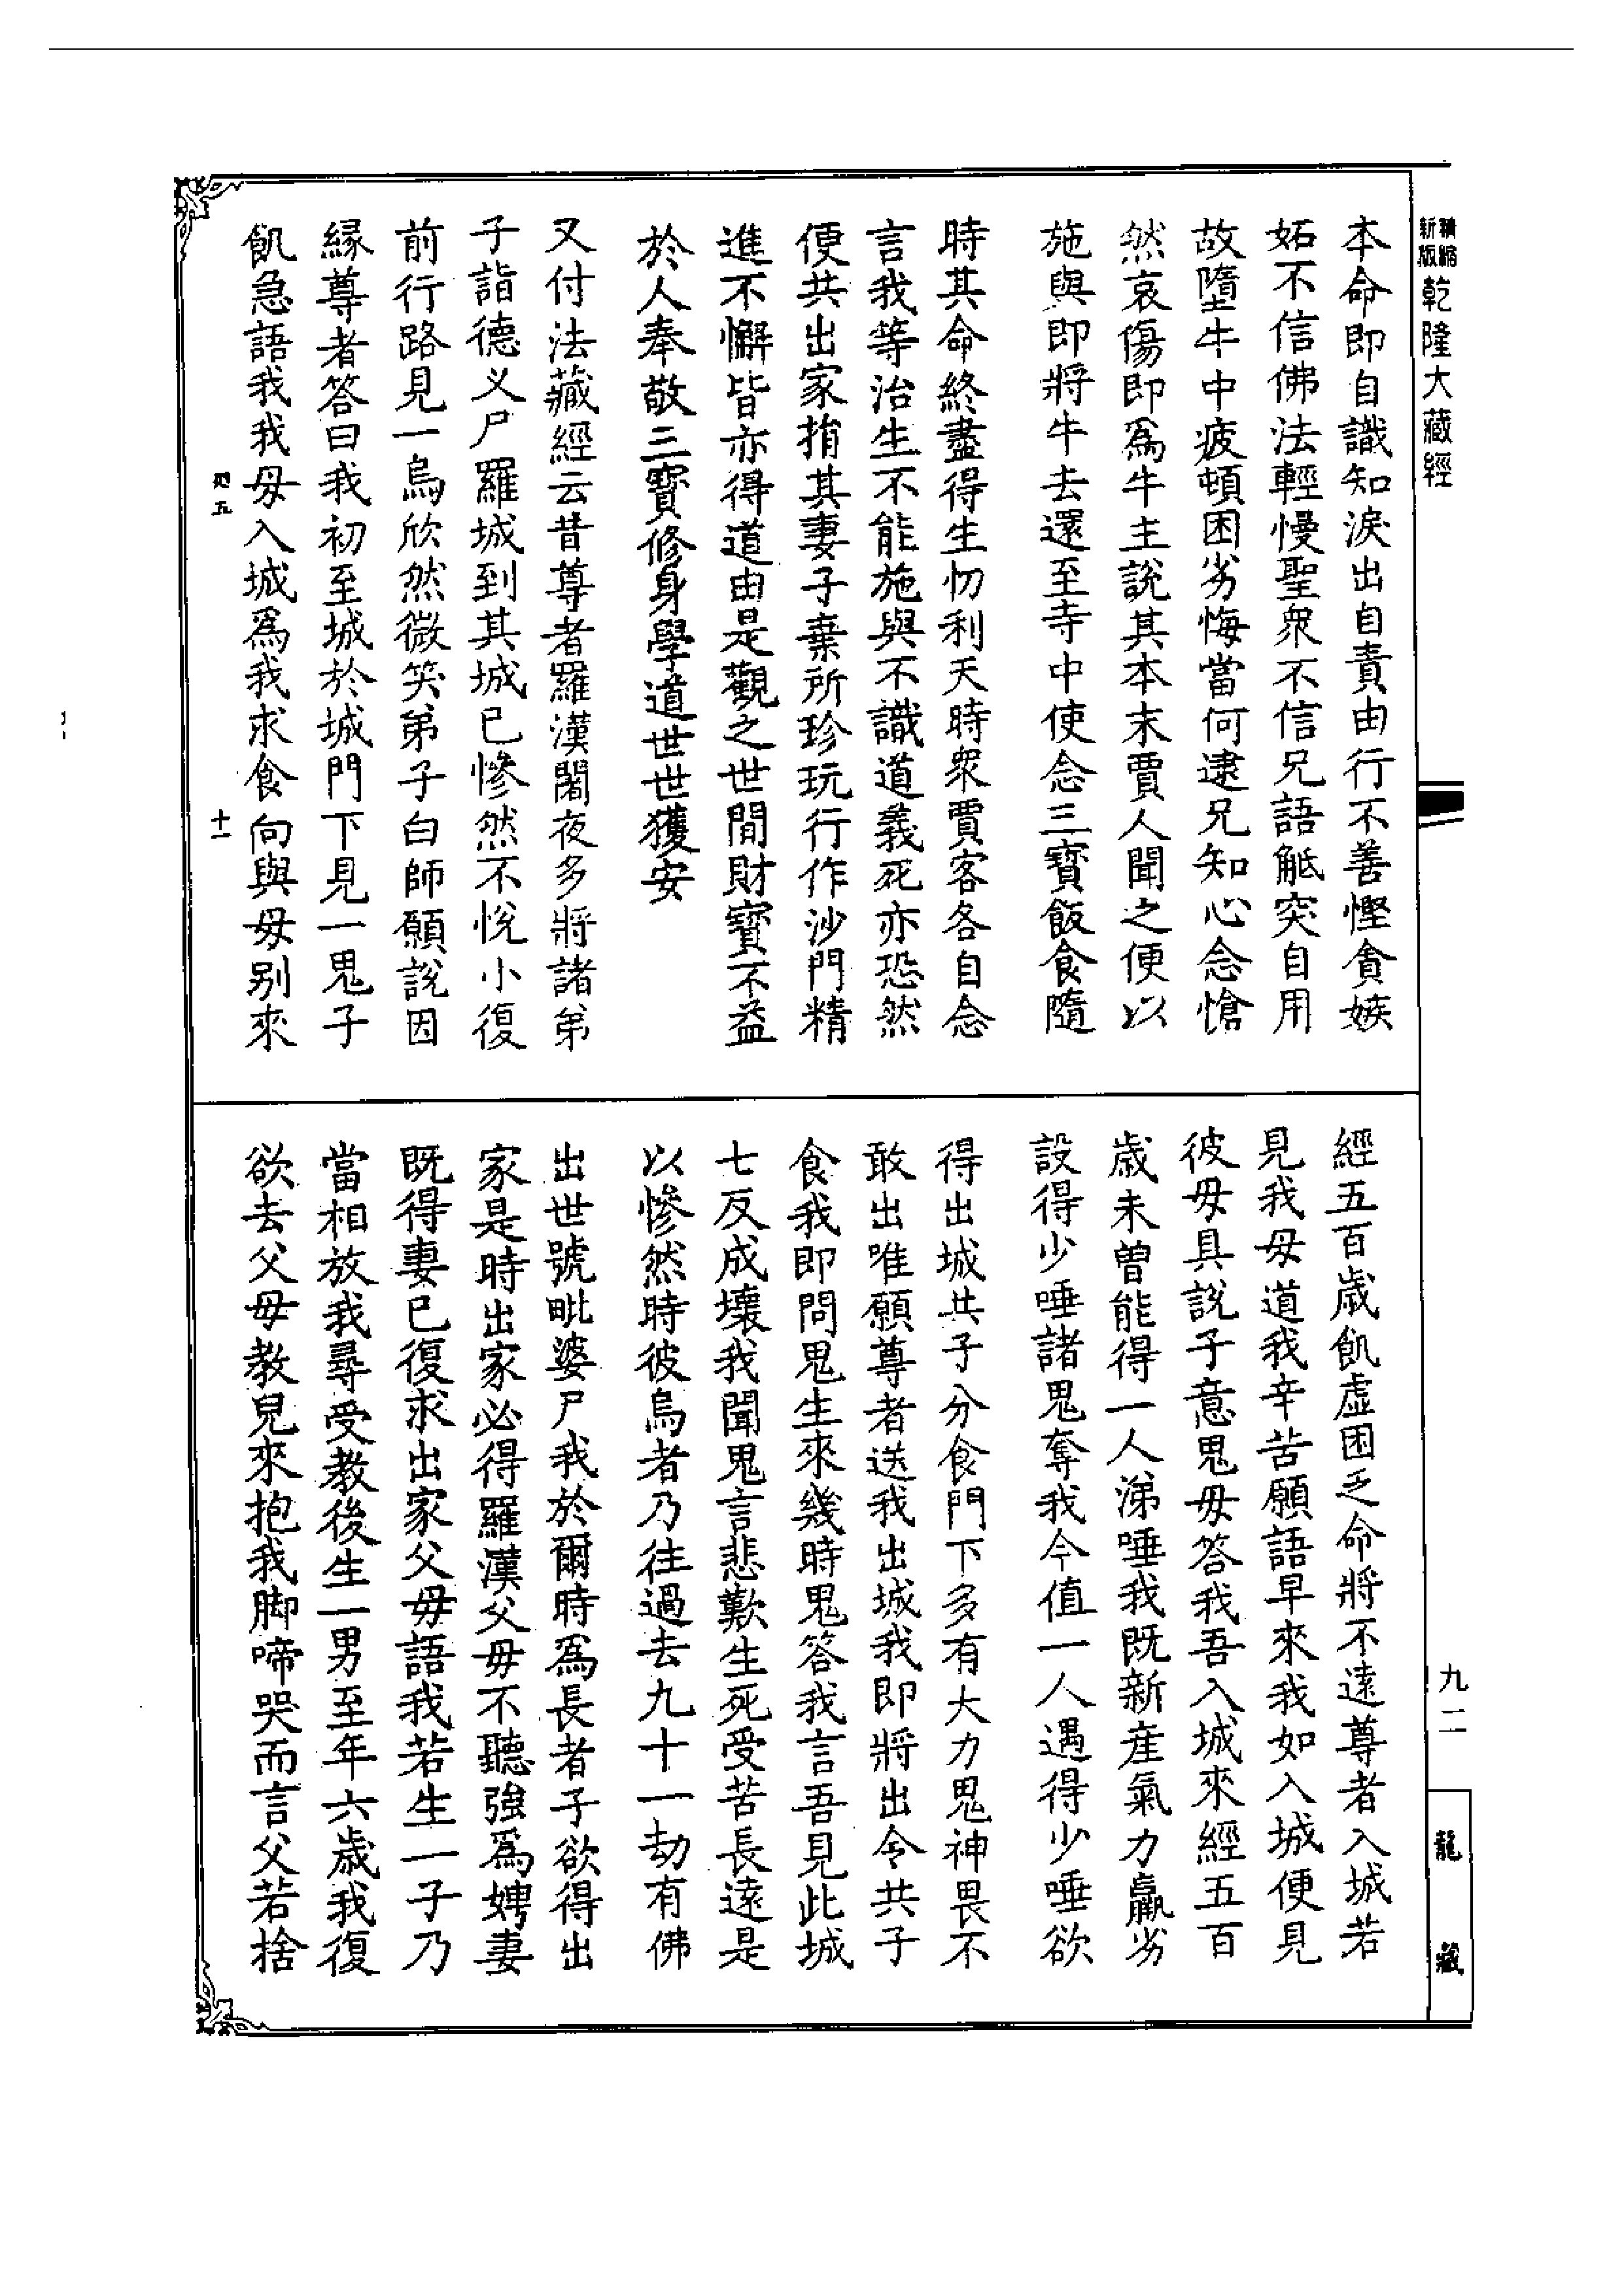 精縮新版乾隆大藏經
本命即自識知淚出自責由行不善慳貪嫉
妬不信佛法輕慢聖眾不信兄語觝突自用
故墮牛中疲頓困劣悔當何逮兄知心念愴
然哀傷即爲牛主說其本末賈人聞之便以
施與即將牛去還至寺中使念三寶飯食隨
時其命終盡得生忉利天時眾賈客各自念
言我等治生不能施與不識道義死亦恐然
便共出家捐其妻子棄所珍玩行作沙門精
進不懈皆亦得道由是觀之世間財寶不益
於人奉敬三寶修身學道世世獲安
又付法藏經云昔尊者羅漢闍夜多將諸弟
子詣德义尸羅城到其城已慘然不悅小復
前行路見一烏欣然微笑弟子白師願說因
緣尊者答曰我初至城於城門下見一鬼子
飢急語我我母入城爲我求食向與母别來
五
十一
經五百歲飢虛困乏命將不遠尊者入城若
見我母道我辛苦願語早來我如入城便見
彼母具說子意鬼母答我吾入城來經五百
歲未曾能得一人涕唾我既新產氣力羸劣
設得少唾諸鬼奪我今值一人遇得少唾欲
得出城共子分食門下多有大力鬼神畏不
敢出唯願尊者送我出城我即將出令共子
食我即問鬼生來幾時鬼答我言吾見此城
七反成壞我聞鬼言悲歎生死受苦長遠是
以慘然時彼烏者乃往過去九十一劫有佛
出世號毗婆尸我於爾時爲長者子欲得出
家是時出家必得羅漢父母不聽強爲娉妻
既得妻已復求出家父母語我若生一子乃
當相放我尋受教後生一男至年六歲我復
欲去父母教兒來抱我脚啼哭而言父若捨
九二
龍藏